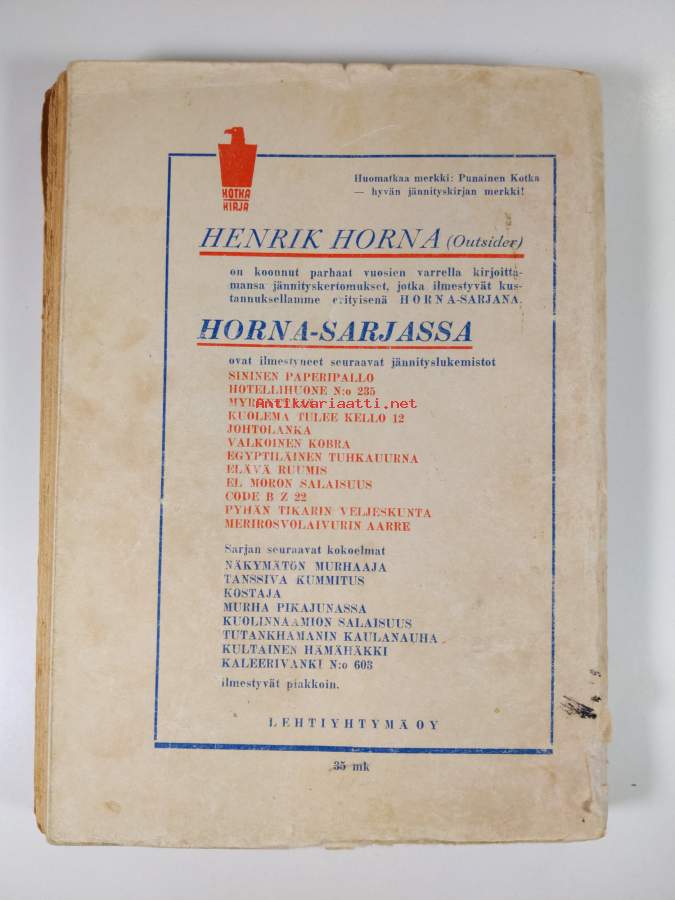 KOTKA
KIRJA
Huomatkaa merkki: Punainen Kotka
— hyvän jännityskirjan merkki!
HENRIK HORNA (Outsider)
on koonnut parhaat vuosien varrella kirjoitta-
mansa jännityskertomukset, jotka ilmestyvät kus-
tannuksellamme erityisenä HORNA-SARJANA.
HORNA-SARJASSA
ovat ilmestyneet seuraavat jännityslukemistot
SININEN PAPERIPALLO
HOTELLIHUONE N:o 235
Antikvariaatti.net
KUOLEMA TULEE KELLO 12
JOHTOLANKA
VALKOINEN KOBRA
EGYPTILÄINEN TUHKAUURNA
ELÄVÄ RUUMIS
EL MORON SALAISUUS
CODE B Z 22
PYHÄN TIKARIN VELJESKUNTA
MERIROSVOLAIVURIN AARRE
Sarjan seuraavat kokoelmat
NÄKYMÄTÖN MURHAAJA
TANSSIVA KUMMITUS
KOSTAJA
MURHA PIKAJUNASSA
KUOLINNAAMION SALAISUUS
TUTANKHAMANIN KAULANAUHA
KULTAINEN HÄMÄHÄKKI
KALEERIVANKI N:o 603
ilmestyvät piakkoin.
LEHTIYHTYMÄ OY
35 mk